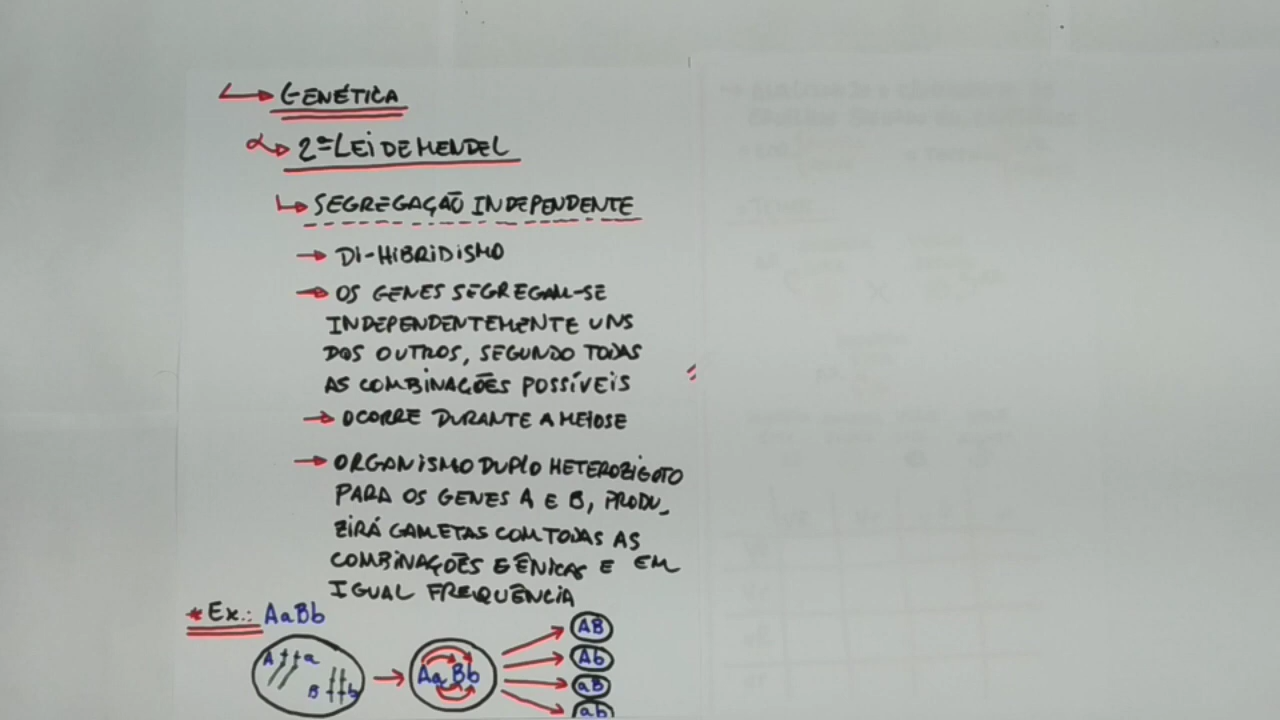 GENÉTICA
2ª LEI DE MENDEL
SEGREGAÇÃO INDEPENDENTE
DI-HIBRIDISMO
OS GENES SEGREGAM-SE
INDEPENDENTEMENTE UNS
DOS OUTROS, SEGUNDO TODAS
AS COMBINAÇÕES POSSÍVEIS
OCORRE DURANTE A MEIOSE
ORGANISMO DUPLO HETEROZIGOTO
PARA OS GENES A E B, PRODU_
ZIRÁ GAMETAS COM TODAS AS
COMBINAÇÕES GÊNICAS E EM
IGUAL FREQUÊNCIA
* Ex.: AaBb
A a
B b
AaBb
AB
Ab
aB
ab